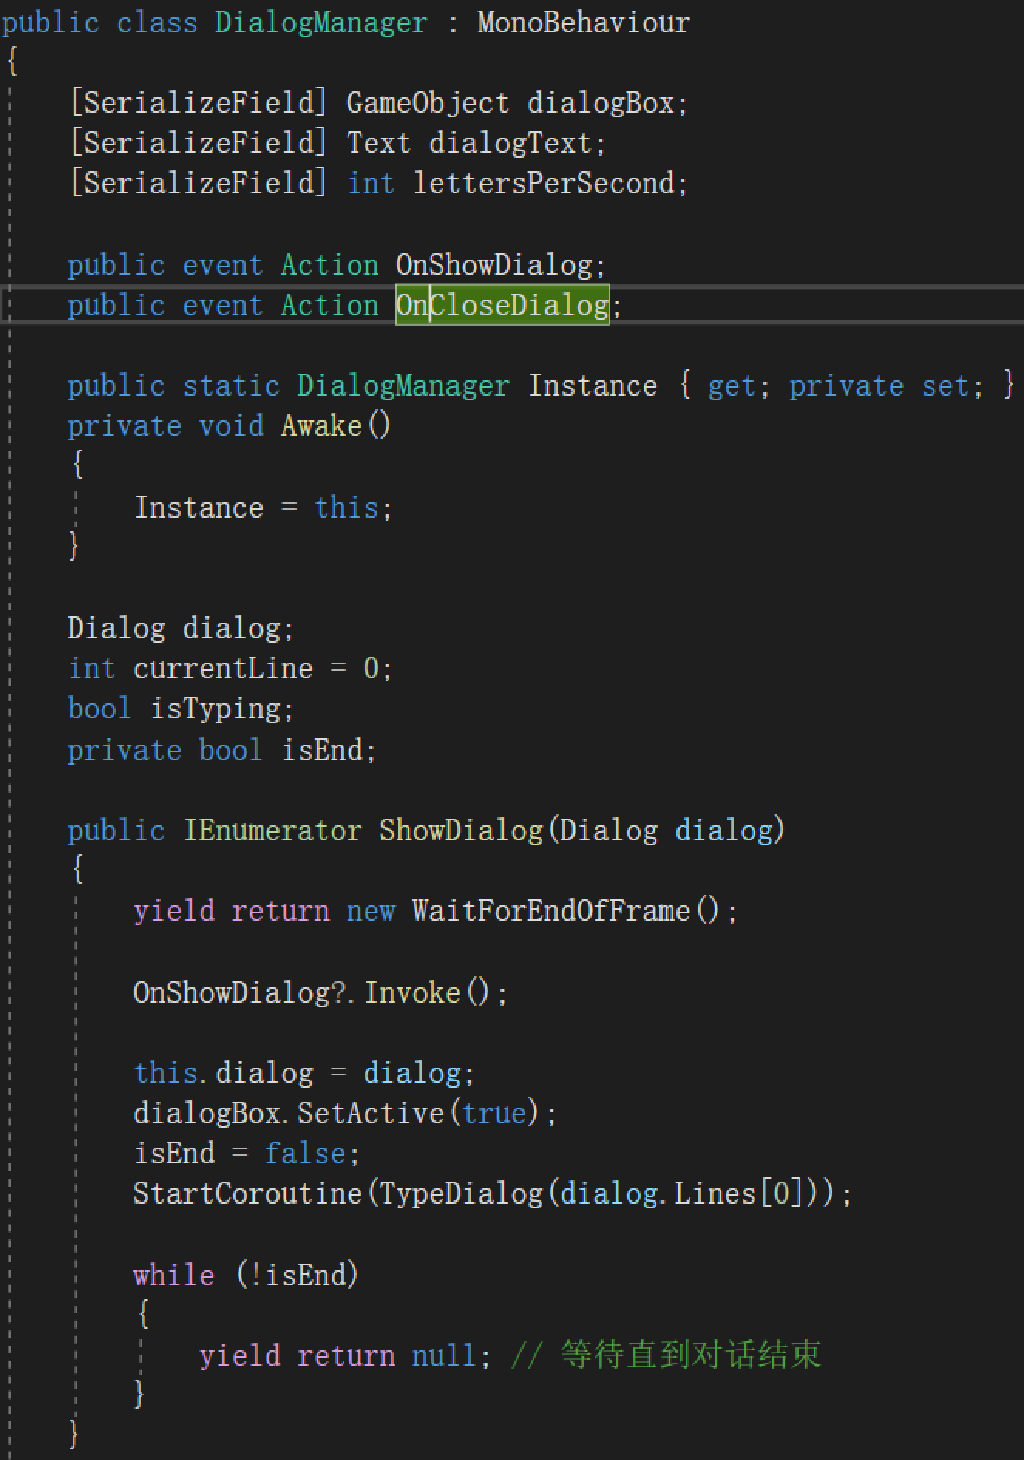 public class DialogManager : MonoBehaviour
{
[SerializeField] GameObject dialogBox;
[SerializeField] Text dialogText;
[SerializeField] int lettersPerSecond;
public event Action OnShowDialog;
public event Action OnCloseDialog;
public static DialogManager Instance { get; private set; }
private void Awake()
{
Instance = this;
}
Dialog dialog;
int currentLine = 0;
bool isTyping;
private bool isEnd;
public IEnumerator ShowDialog(Dialog dialog)
{
yield return new WaitForEndOfFrame();
OnShowDialog?.Invoke();
this.dialog = dialog;
dialogBox.SetActive(true);
isEnd = false;
StartCoroutine(TypeDialog(dialog.Lines[0]));
while (!isEnd)
{
yield return null; // 等待直到对话结束
}
}